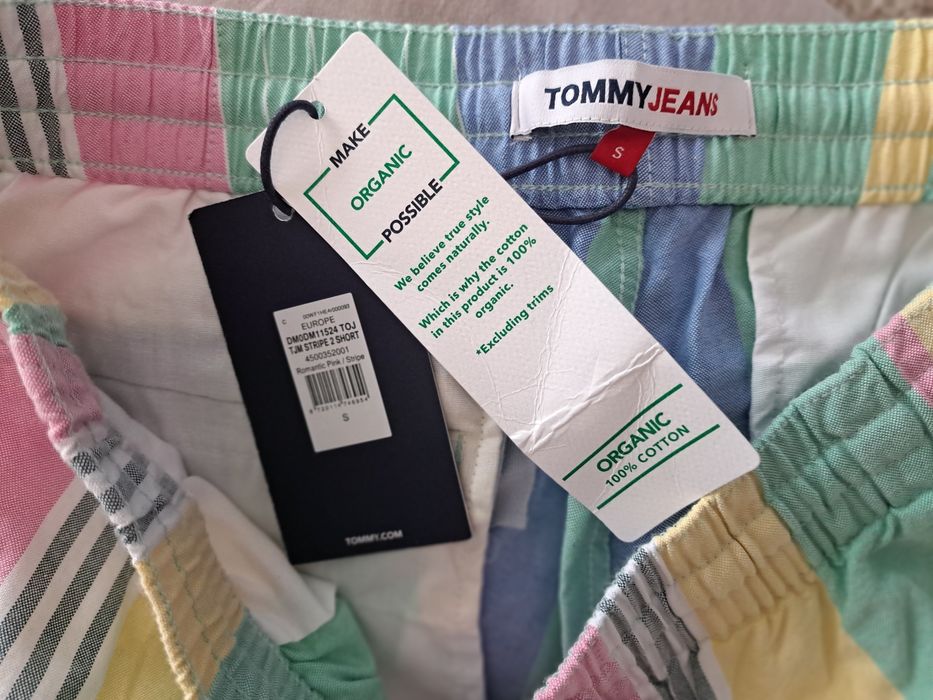 TOMMYJEANS
S
MAKE
ORGANIC
POSSIBLE
We believe true style
comes naturally.
Which is why the cotton
in this product is 100%
organic.
*Excluding trims
ORGANIC
100% COTTON
EUROPE
DM0DM11524 TOJ
TJM STRIPE 2 SHORT
4500352001
Romantic Pink / Stripe
S
TOMMY.COM